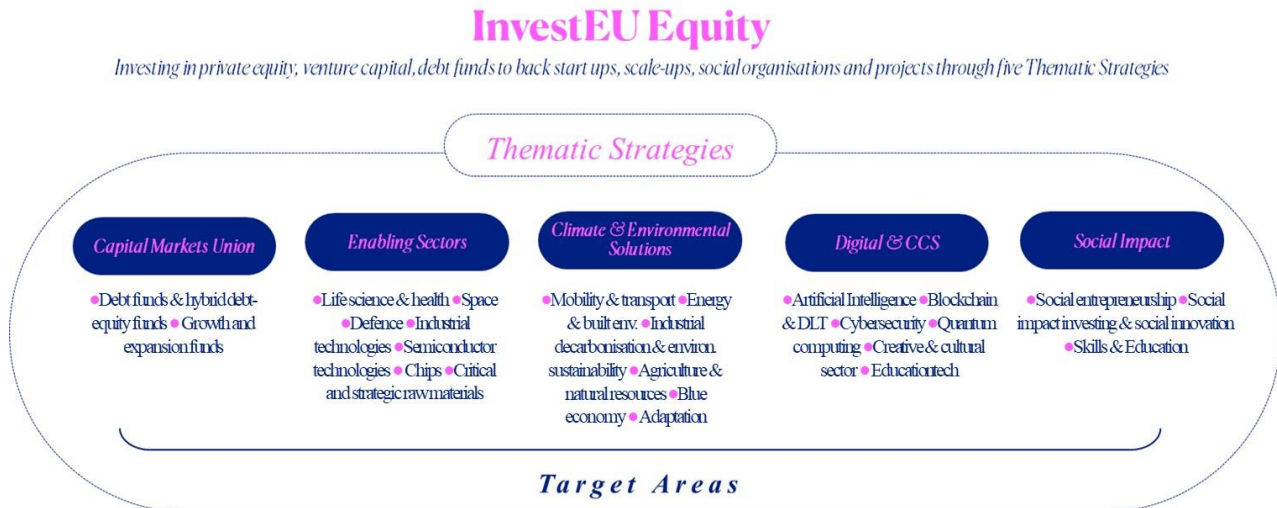 InvestEU Equity
Investing in private equity, venture capital, debt funds to back start ups, scale-ups, social organisations and projects through five Thematic Strategies
Thematic Strategies
Capital Markets Union
•Debt funds & hybrid debt-
equity funds •Growth and
expansion funds
Enabling Sectors
•Life science & health •Space
•Defence •Industrial
technologies •Semiconductor
technologies •Chips •Critical
and strategic raw materials
Climate & Environmental
Solutions
•Mobility & transport •Energy
& built env. •Industrial
decarbonisation & environ.
sustainability •Agriculture &
natural resources •Blue
economy •Adaptation
Digital & CCS
•Artificial Intelligence •Blockchain
& DLT •Cybersecurity •Quantum
computing •Creative & cultural
sector •Educationtech
Social Impact
•Social entrepreneurship •Social
impact investing & social innovation
•Skills & Education
Target Areas